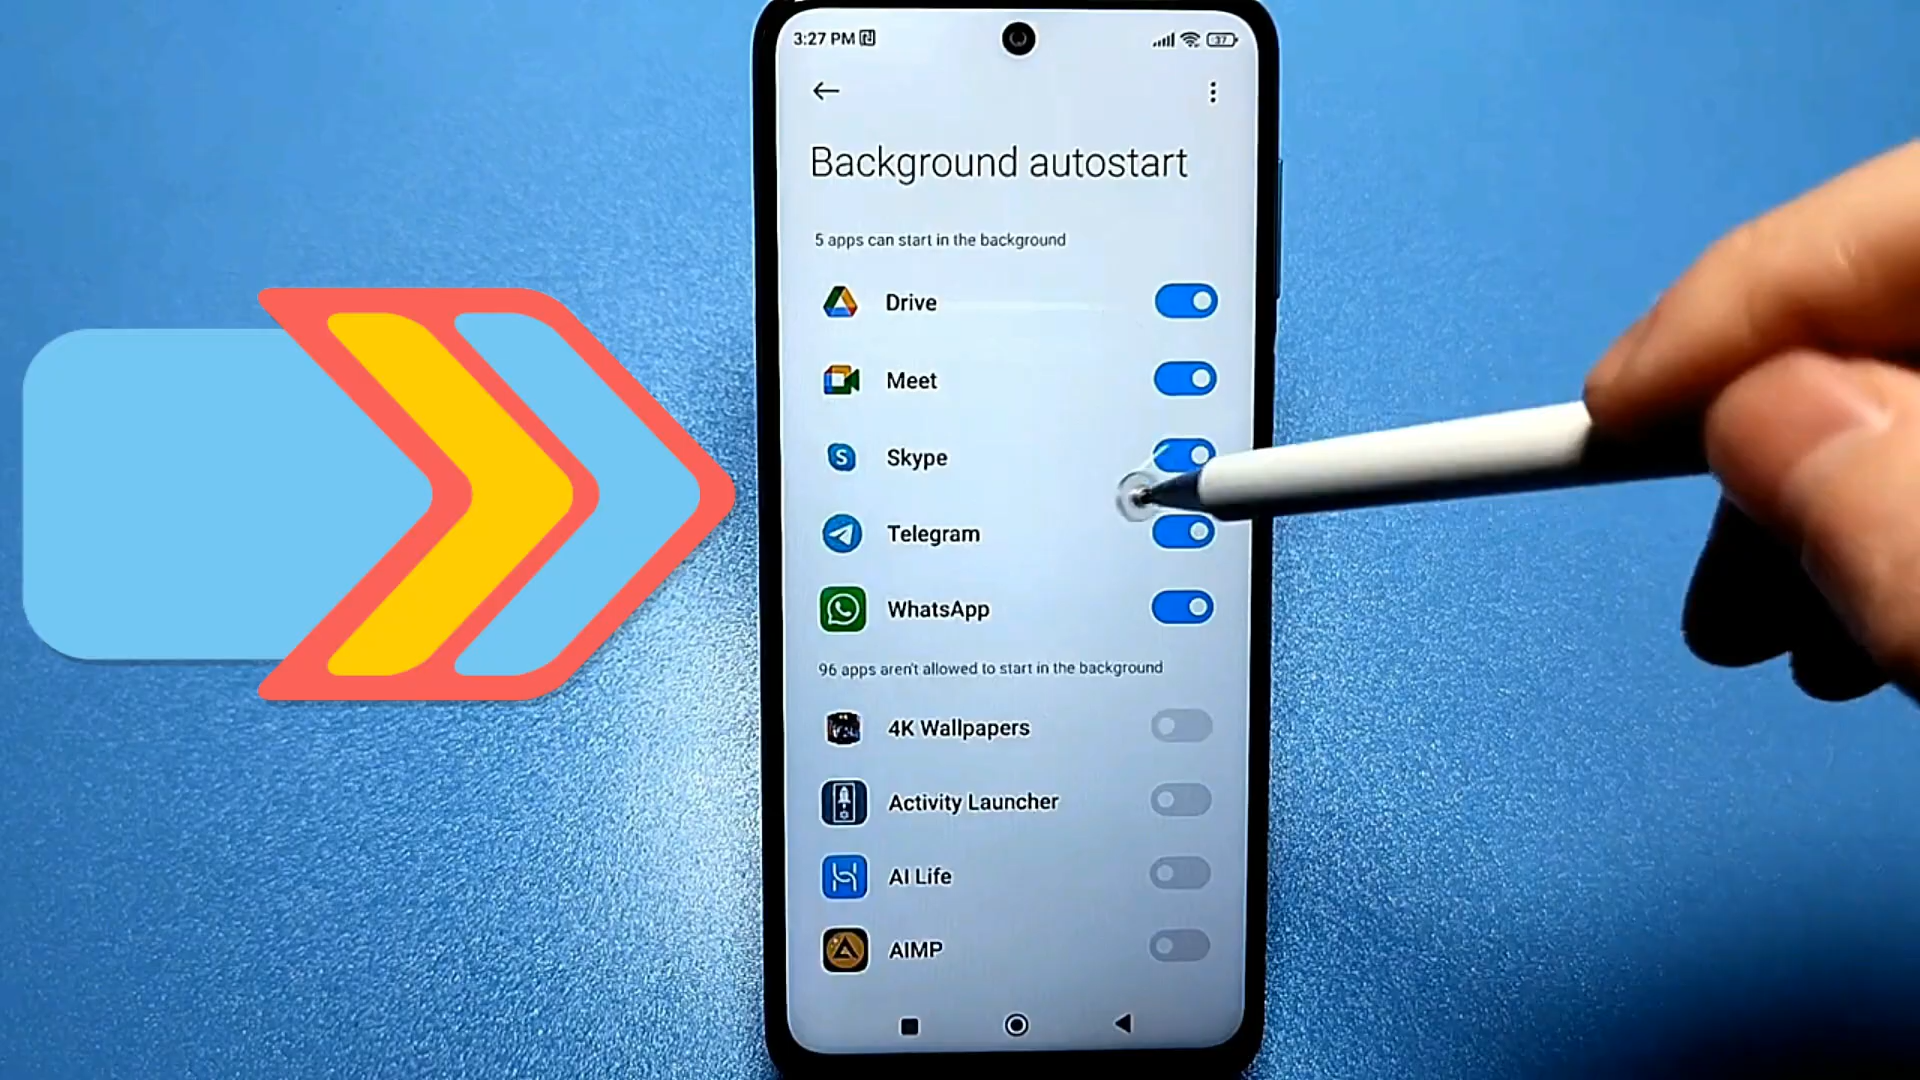 3:27 PM
37
Background autostart
5 apps can start in the background
Drive
Meet
Skype
Telegram
WhatsApp
96 apps aren't allowed to start in the background
4K Wallpapers
Activity Launcher
AI Life
AIMP